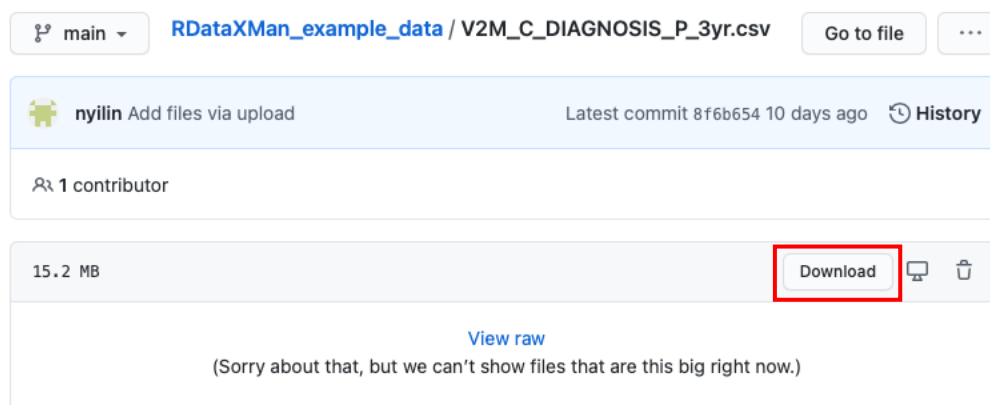 main
RDataXMan_example_data / V2M_C_DIAGNOSIS_P_3yr.csv
Go to file
...
nyilin Add files via upload
Latest commit 8f6b654 10 days ago
History
1 contributor
15.2 MB
Download
View raw
(Sorry about that, but we can’t show files that are this big right now.)